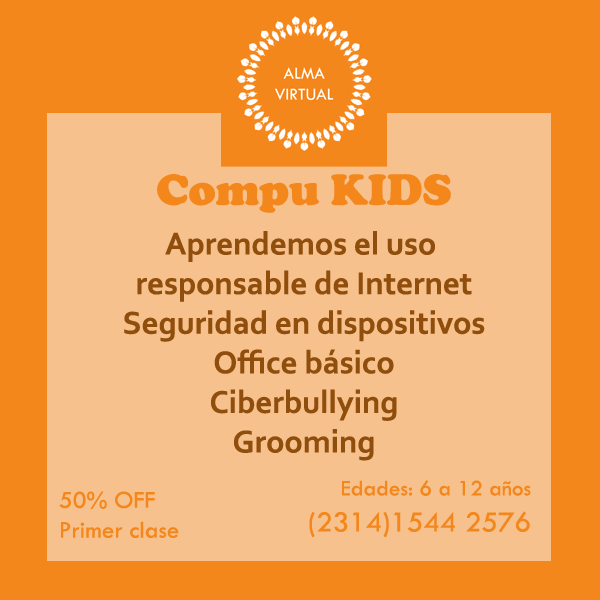 ALMA
VIRTUAL
Compu KIDS
Aprendemos el uso
responsable de Internet
Seguridad en dispositivos
Office básico
Ciberbullying
Grooming
50% OFF
Primer clase
Edades: 6 a 12 años
(2314)1544 2576